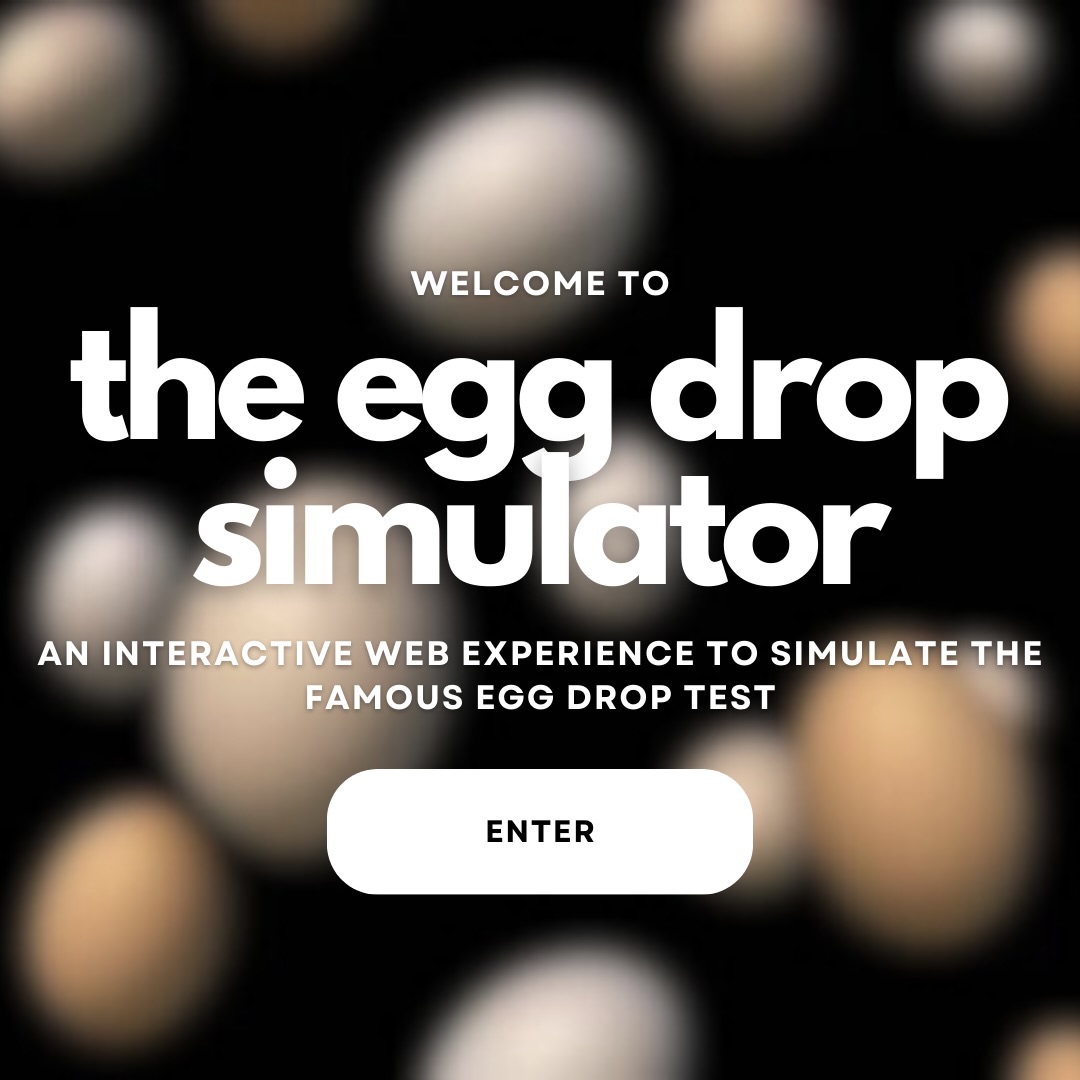 WELCOME TO
the egg drop
simulator
AN INTERACTIVE WEB EXPERIENCE TO SIMULATE THE
FAMOUS EGG DROP TEST
ENTER